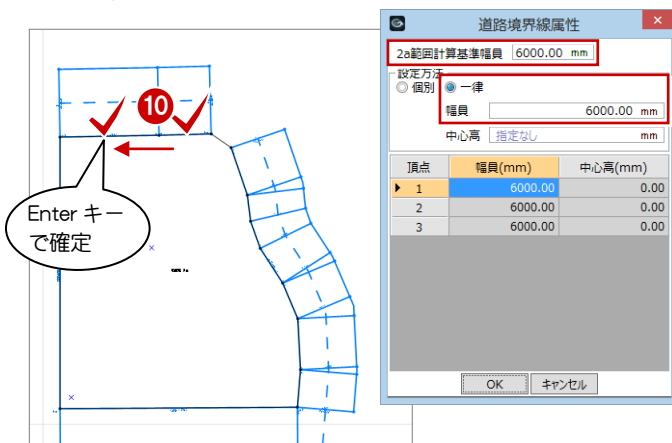 10
Enter キー
で確定
道路境界線属性
×
2a範囲計算基準幅員 6000.00 mm
設定方法
個別 一律
幅員 6000.00 mm
中心高 指定なし mm
頂点 幅員(mm) 中心高(mm)
1 6000.00 0.00
2 6000.00 0.00
3 6000.00 0.00
OK キャンセル